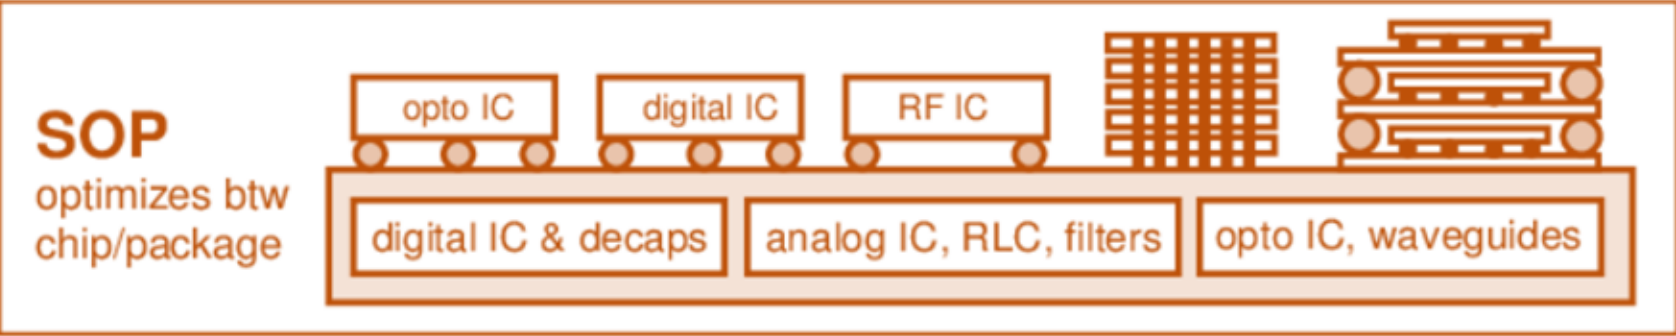 SOP
optimizes btw
chip/package
opto IC
digital IC
RF IC
digital IC & decaps
analog IC, RLC, filters
opto IC, waveguides